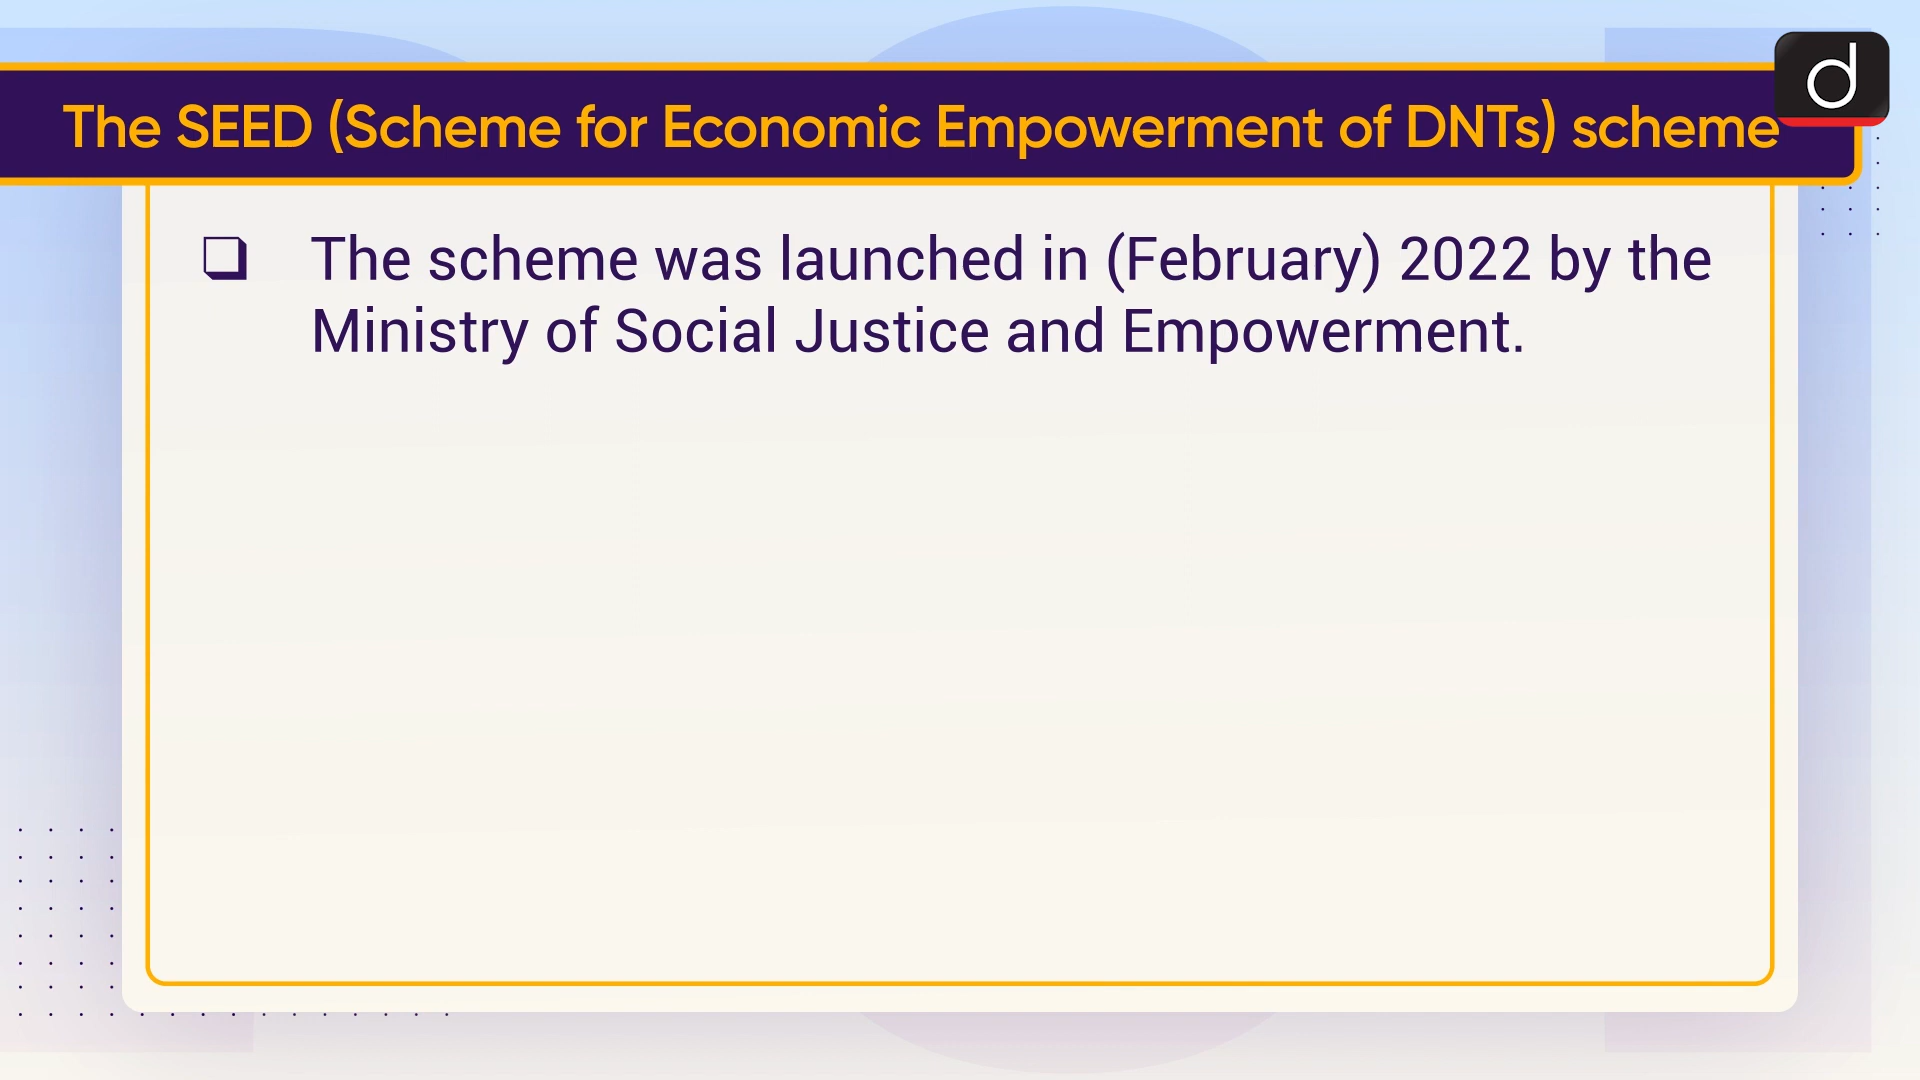 The SEED (Scheme for Economic Empowerment of DNTs) scheme
d
The scheme was launched in (February) 2022 by the
Ministry of Social Justice and Empowerment.